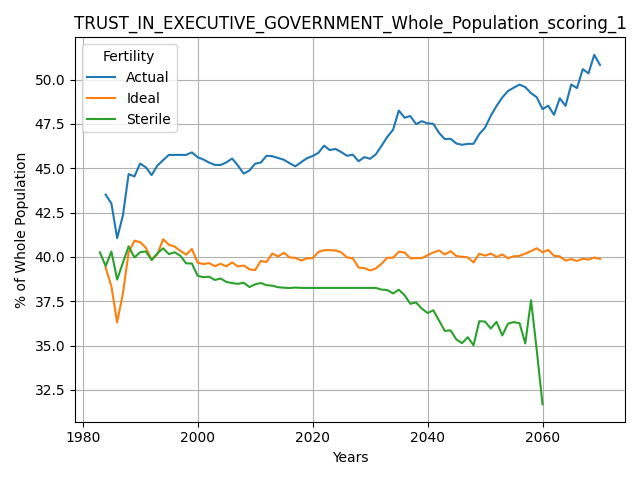 TRUST_IN_EXECUTIVE_GOVERNMENT_Whole_Population_scoring_1
Fertility
Actual
Ideal
Sterile
% of Whole Population
50.0
47.5
45.0
42.5
40.0
37.5
35.0
32.5
1980 2000 2020 2040 2060
Years